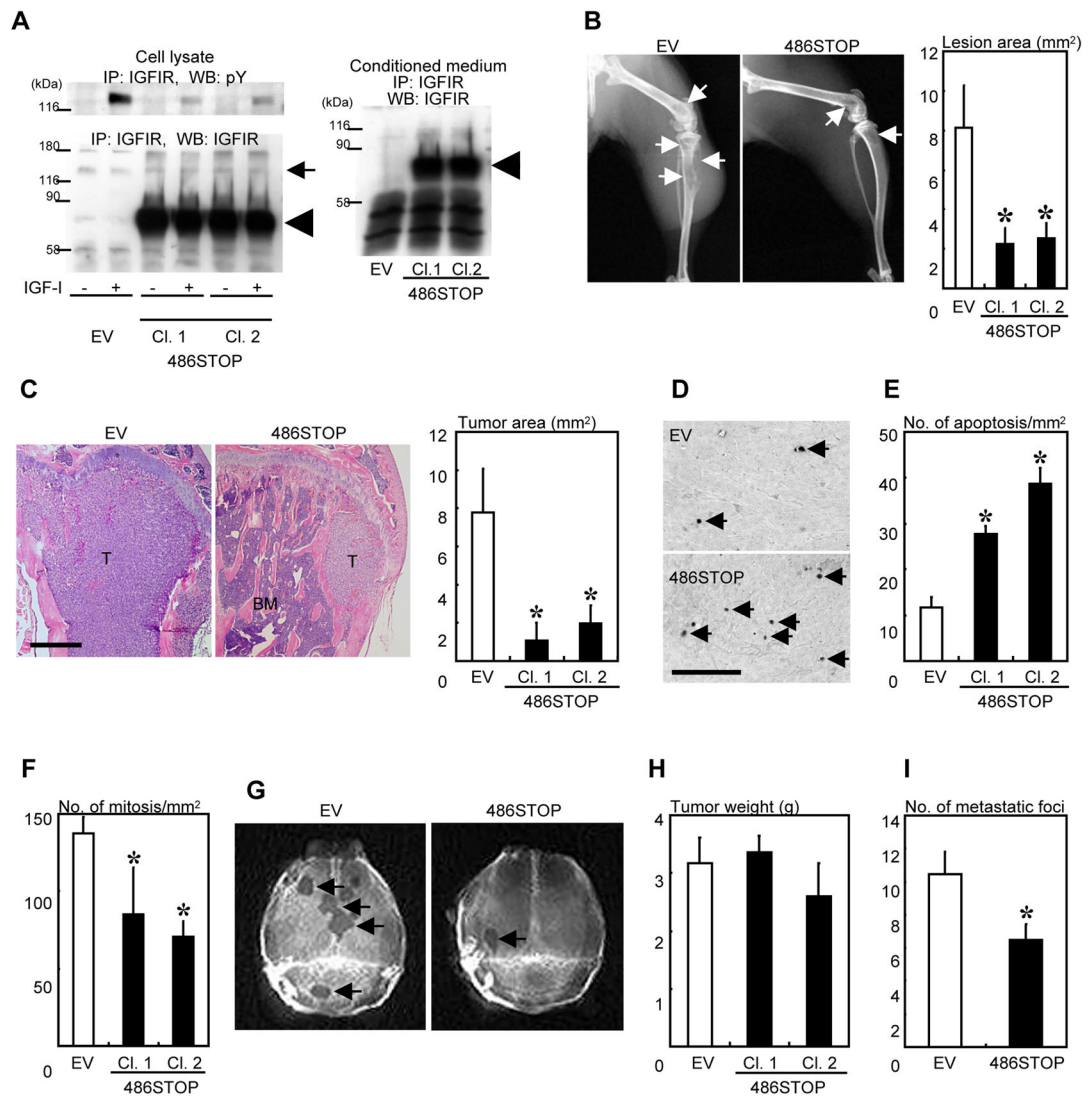 A
Cell lysate
IP: IGFIR, WB: pY
(kDa)
116
IP: IGFIR, WB: IGFIR
180
116
90
58
IGF-I - + - + - +
EV Cl. 1 Cl. 2
486STOP
Conditioned medium
IP: IGFIR
WB: IGFIR
(kDa)
116
90
58
EV Cl.1 Cl.2
486STOP
B
EV 486STOP
Lesion area (mm2)
12
10
8
6
4
2
0
EV Cl. 1 Cl. 2
486STOP
* *
C
EV 486STOP
T
T
BM
Tumor area (mm2)
12
10
8
6
4
2
0
* *
EV Cl. 1 Cl. 2
486STOP
D
EV
486STOP
E
No. of apoptosis/mm2
50
40
30
20
10
0
* *
EV Cl. 1 Cl. 2
486STOP
F
No. of mitosis/mm2
150
100
50
0
* *
EV Cl. 1 Cl. 2
486STOP
G
EV 486STOP
H
Tumor weight (g)
4
3
2
1
0
EV Cl. 1 Cl. 2
486STOP
I
No. of metastatic foci
14
12
10
8
6
4
2
0
*
EV 486STOP